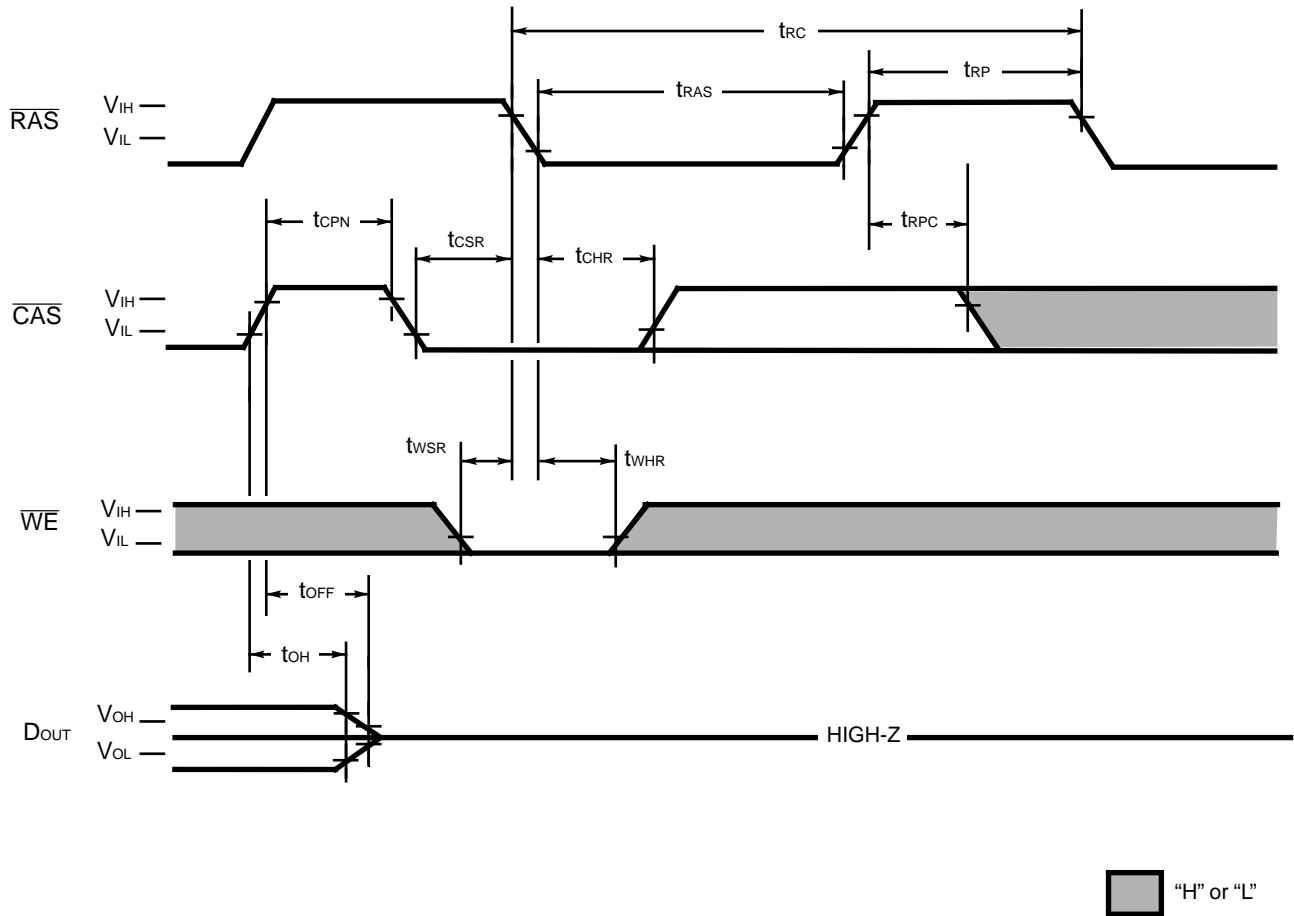 tRC
tRP
tRAS
RAS
VIH
VIL
tCPN
tCSR
tCHR
tRPC
CAS
VIH
VIL
tWSR
tWHR
WE
VIH
VIL
tOFF
tOH
DOUT
VOH
VOL
HIGH-Z
“H” or “L”